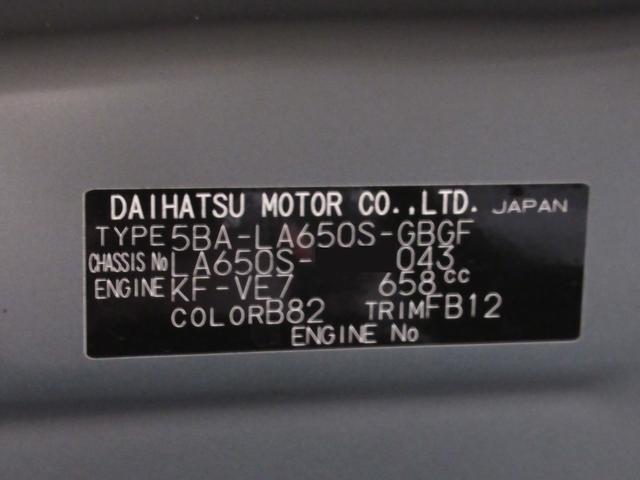 DAIHATSU MOTOR CO.,LTD. JAPAN
TYPE 5BA-LA650S-GBGF
CHASSIS No LA650S- 043
ENGINE KF-VE7 658cc
COLOR B82 TRIM FB12
ENGINE No